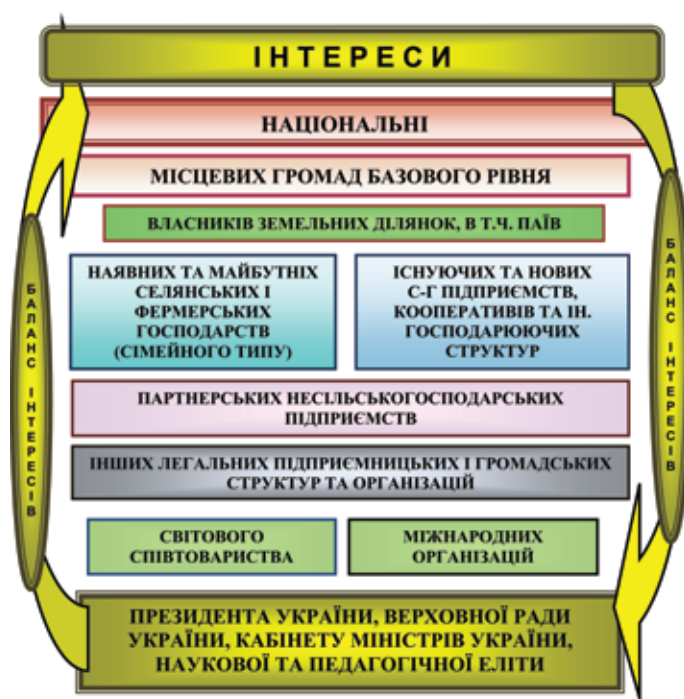 ІНТЕРЕСИ
НАЦІОНАЛЬНІ
МІСЦЕВИХ ГРОМАД БАЗОВОГО РІВНЯ
ВЛАСНИКІВ ЗЕМЕЛЬНИХ ДІЛЯНОК, В Т.Ч. ПАЇВ
НАЯВНИХ ТА МАЙБУТНІХ
СЕЛЯНСЬКИХ І
ФЕРМЕРСЬКИХ
ГОСПОДАРСТВ
(СІМЕЙНОГО ТИПУ)
ІСНУЮЧИХ ТА НОВИХ
С-Г ПІДПРИЄМСТВ,
КООПЕРАТИВІВ ТА ІН.
ГОСПОДАРЮЮЧИХ
СТРУКТУР
ПАРТНЕРСЬКИХ НЕСІЛЬСЬКОГОСПОДАРСЬКИХ
ПІДПРИЄМСТВ
ІНШИХ ЛЕГАЛЬНИХ ПІДПРИЄМНИЦЬКИХ І ГРОМАДСЬКИХ
СТРУКТУР ТА ОРГАНІЗАЦІЙ
СВІТОВОГО
СПІВТОВАРИСТВА
МІЖНАРОДНИХ
ОРГАНІЗАЦІЙ
ПРЕЗИДЕНТА УКРАЇНИ, ВЕРХОВНОЇ РАДИ
УКРАЇНИ, КАБІНЕТУ МІНІСТРІВ УКРАЇНИ,
НАУКОВОЇ ТА ПЕДАГОГІЧНОЇ ЕЛІТИ
БАЛАНС ІНТЕРЕСІВ
БАЛАНС ІНТЕРЕСІВ